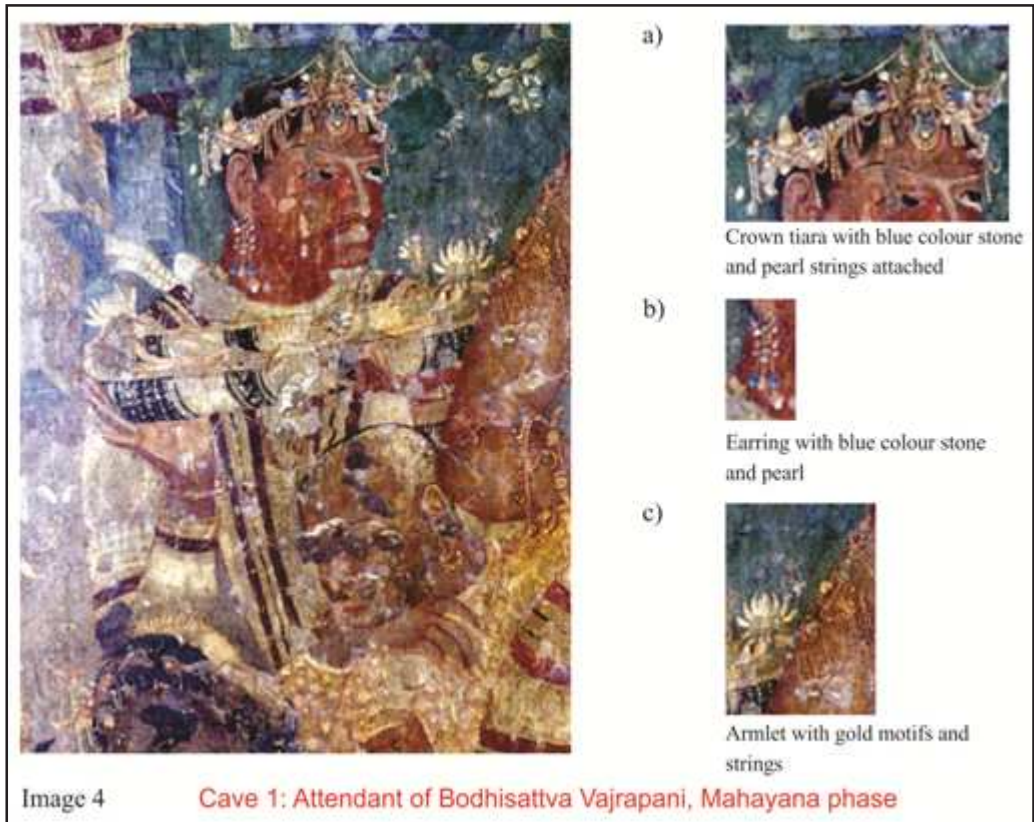 a)
Crown tiara with blue colour stone
and pearl strings attached
b)
Earring with blue colour stone
and pearl
c)
Armlet with gold motifs and
strings
Image 4
Cave 1: Attendant of Bodhisattva Vajrapani, Mahayana phase